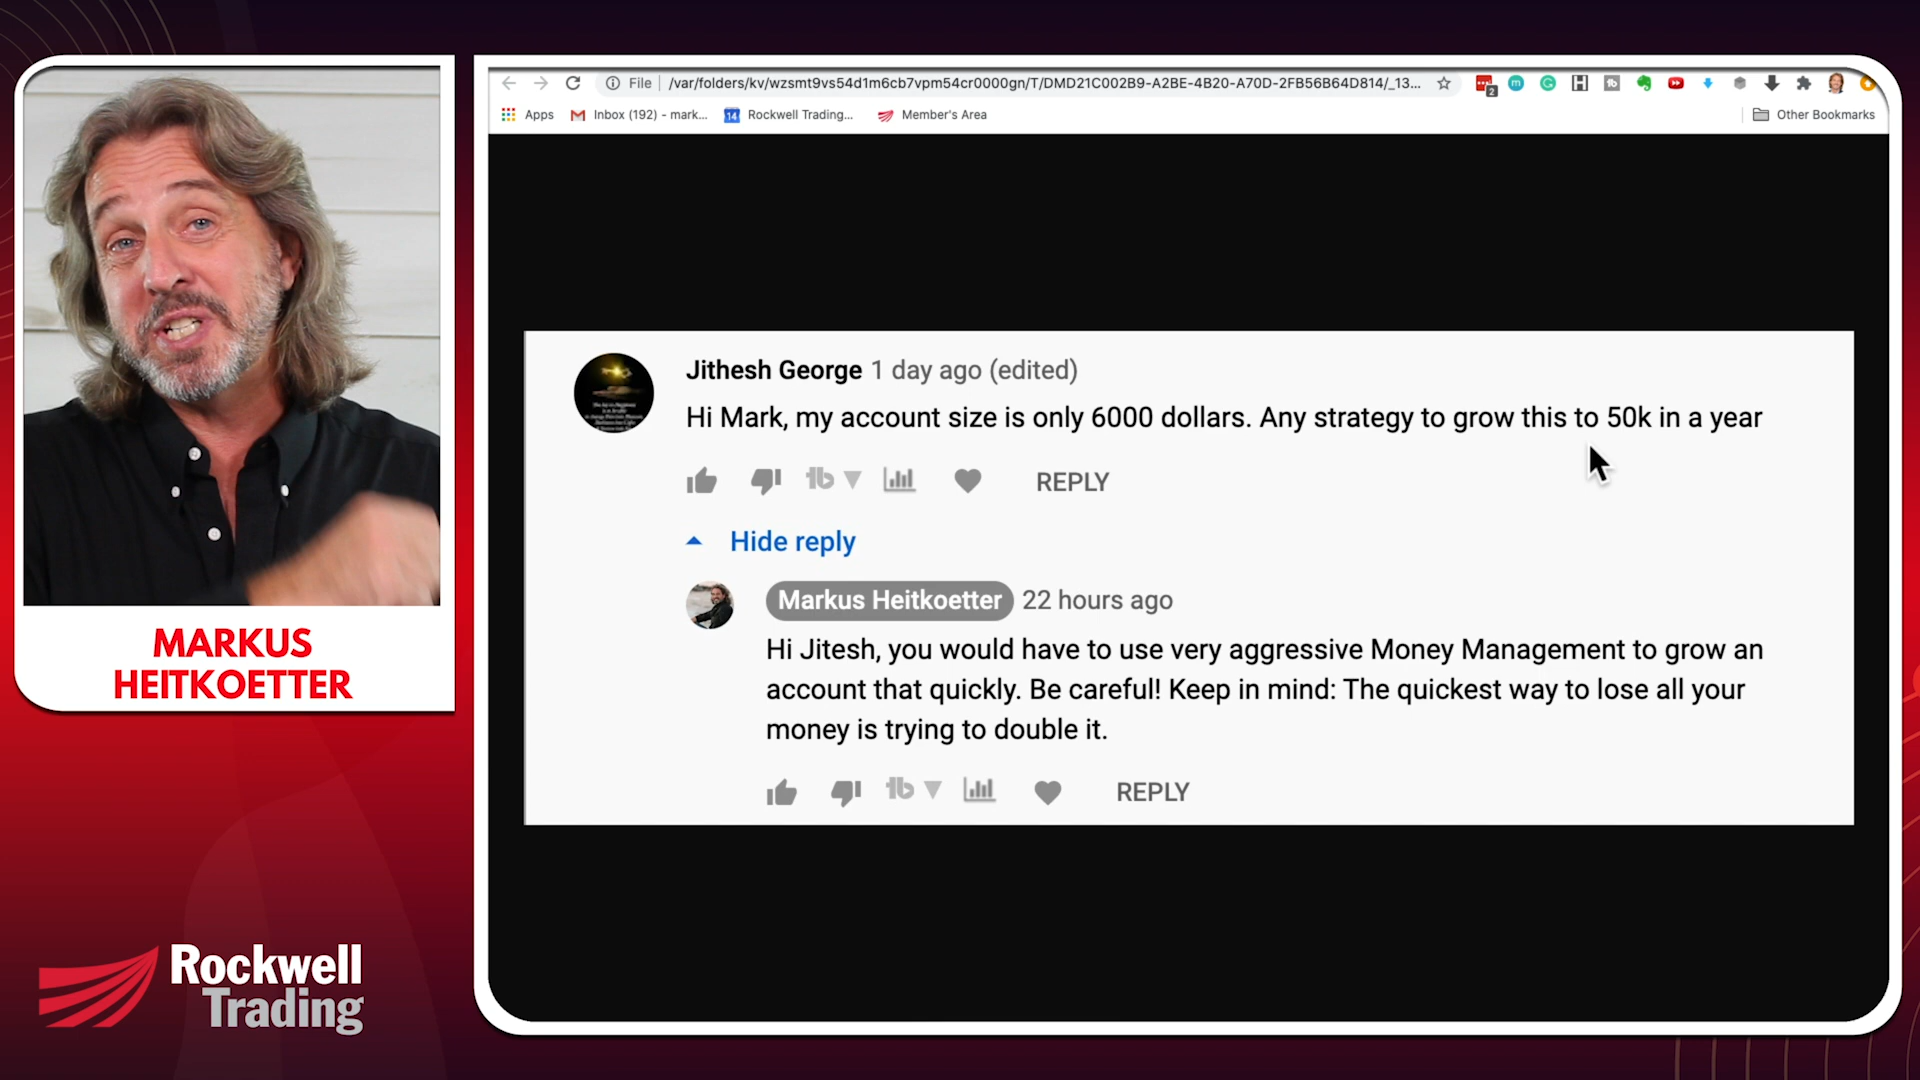 File /var/folders/kv/wzsmt9vs54d1m6cb7vpm54cr0000gn/T/DMD21C002B9-A2BE-4B20-A70D-2FB56B64D814/_13...
2
Apps Inbox (192) - mark... 14 Rockwell Trading... Member's Area Other Bookmarks
Jithesh George 1 day ago (edited)
Hi Mark, my account size is only 6000 dollars. Any strategy to grow this to 50k in a year
REPLY
Hide reply
Markus Heitkoetter 22 hours ago
Hi Jitesh, you would have to use very aggressive Money Management to grow an
account that quickly. Be careful! Keep in mind: The quickest way to lose all your
money is trying to double it.
REPLY
MARKUS
HEITKOETTER
Rockwell
Trading